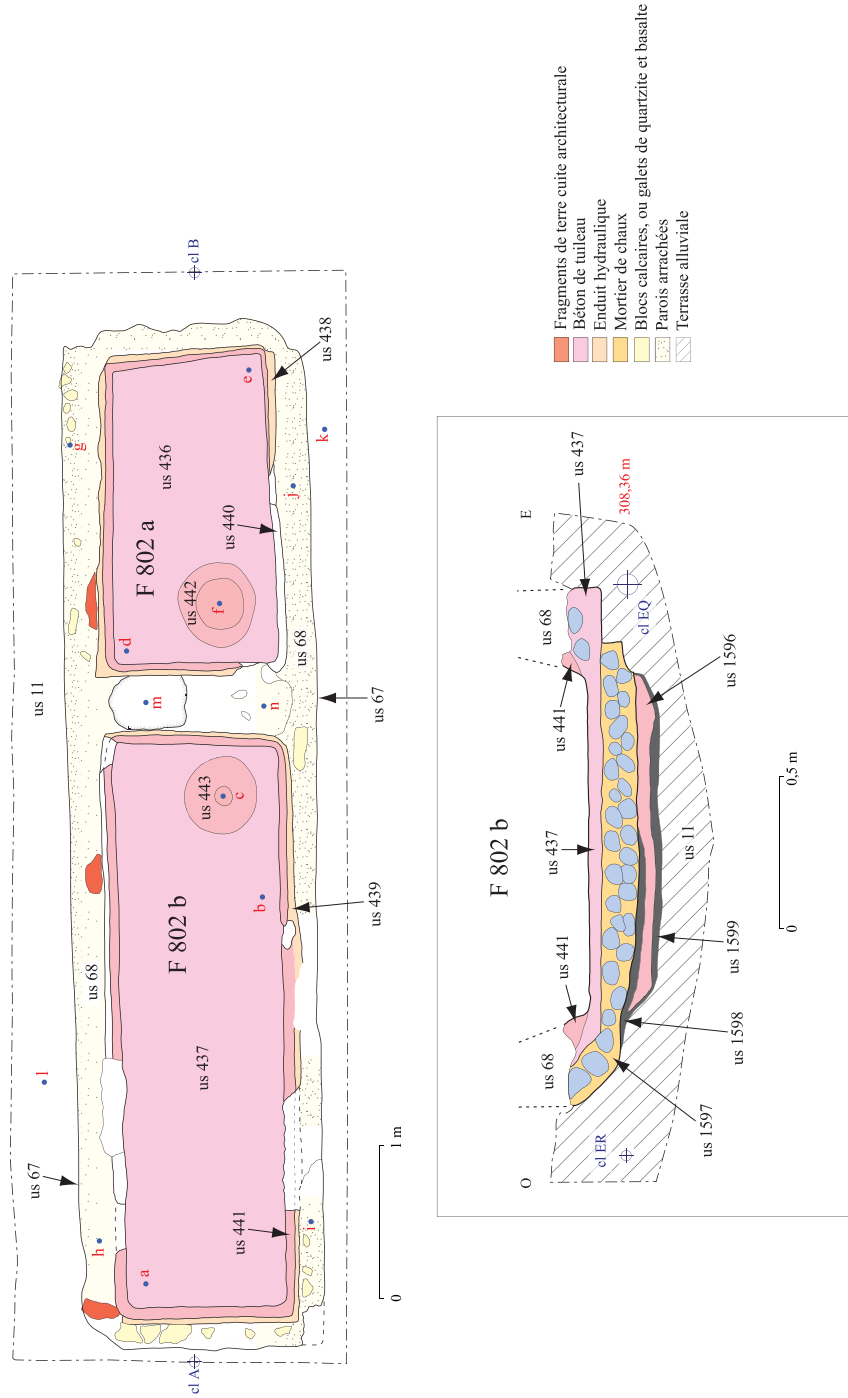 us 11
cl B
g
us 436
e
us 438
k
j
us 440
F 802 a
us 442
f
d
us 68
m
n
us 67
us 443
c
b
F 802 b
us 68
us 439
us 437
l
us 67
h
a
us 441
i
cl A
0
1 m
Fragments de terre cuite architecturale
Béton de tuileau
Enduit hydraulique
Mortier de chaux
Blocs calcaires, ou galets de quartzite et basalte
Parois arrachées
Terrasse alluviale
F 802 b
O
E
us 437
308,36 m
us 68
us 441
cl EQ
us 1596
us 437
us 11
us 441
us 1599
us 68
us 1598
us 1597
cl ER
0
0,5 m